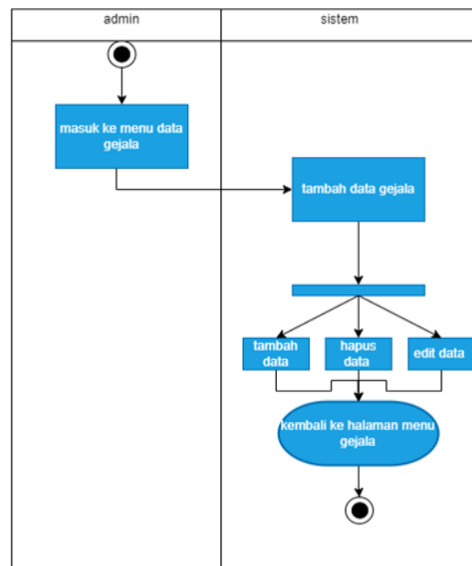 admin
sistem
masuk ke menu data
gejala
tambah data gejala
tambah
data
hapus
data
edit data
kembali ke halaman menu
gejala